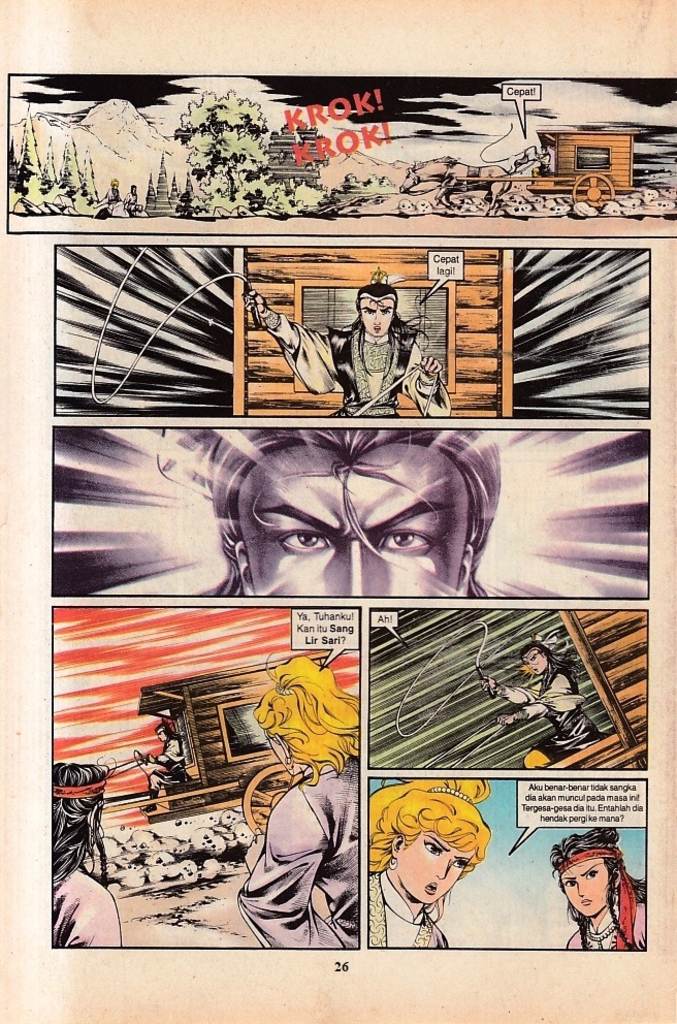 KROK!
KROK!
Cepat!
Cepat
lagi!
Ya, Tuhanku!
Kan itu Sang
Lir Sari?
Ah!
Aku benar-benar tidak sangka
dia akan muncul pada masa ini!
Tergesa-gesa dia itu. Entahlah dia
hendak pergi ke mana?
26